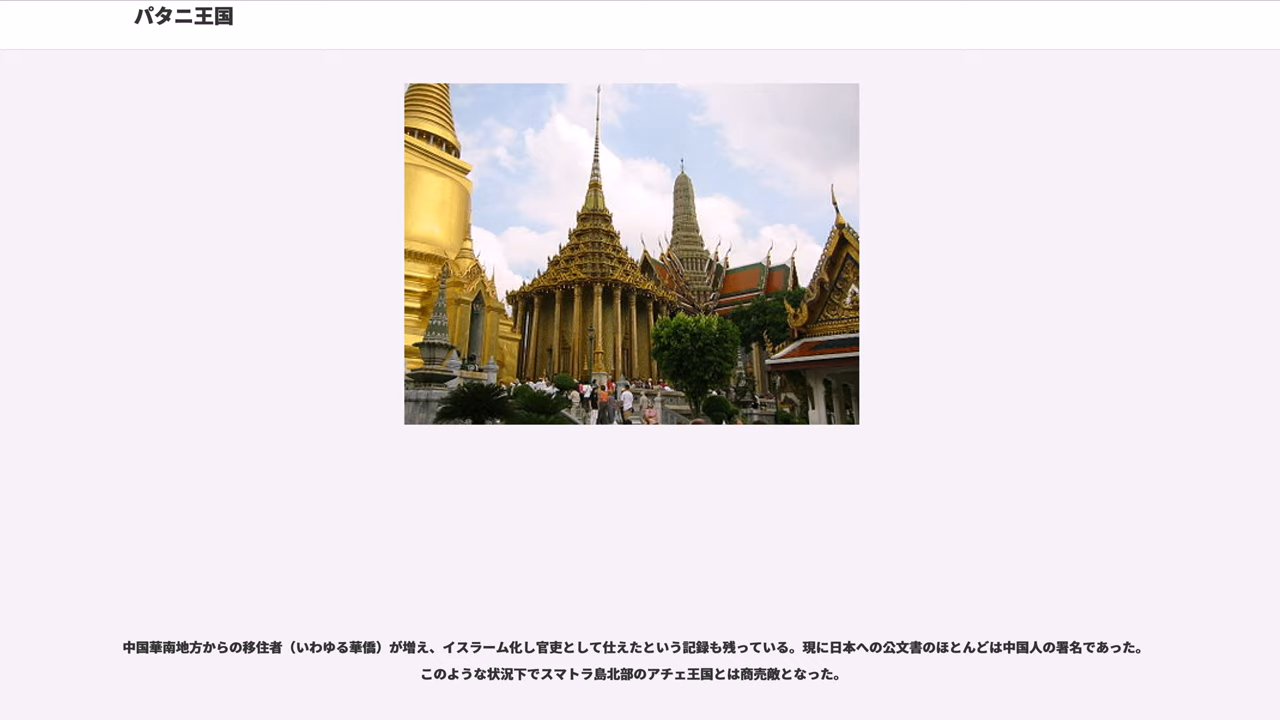 パタニ王国
中国華南地方からの移住者（いわゆる華僑）が増え、イスラーム化し官吏として仕えたという記録も残っている。現に日本への公文書のほとんどは中国人の署名であった。
このような状況下でスマトラ島北部のアチェ王国とは商売敵となった。